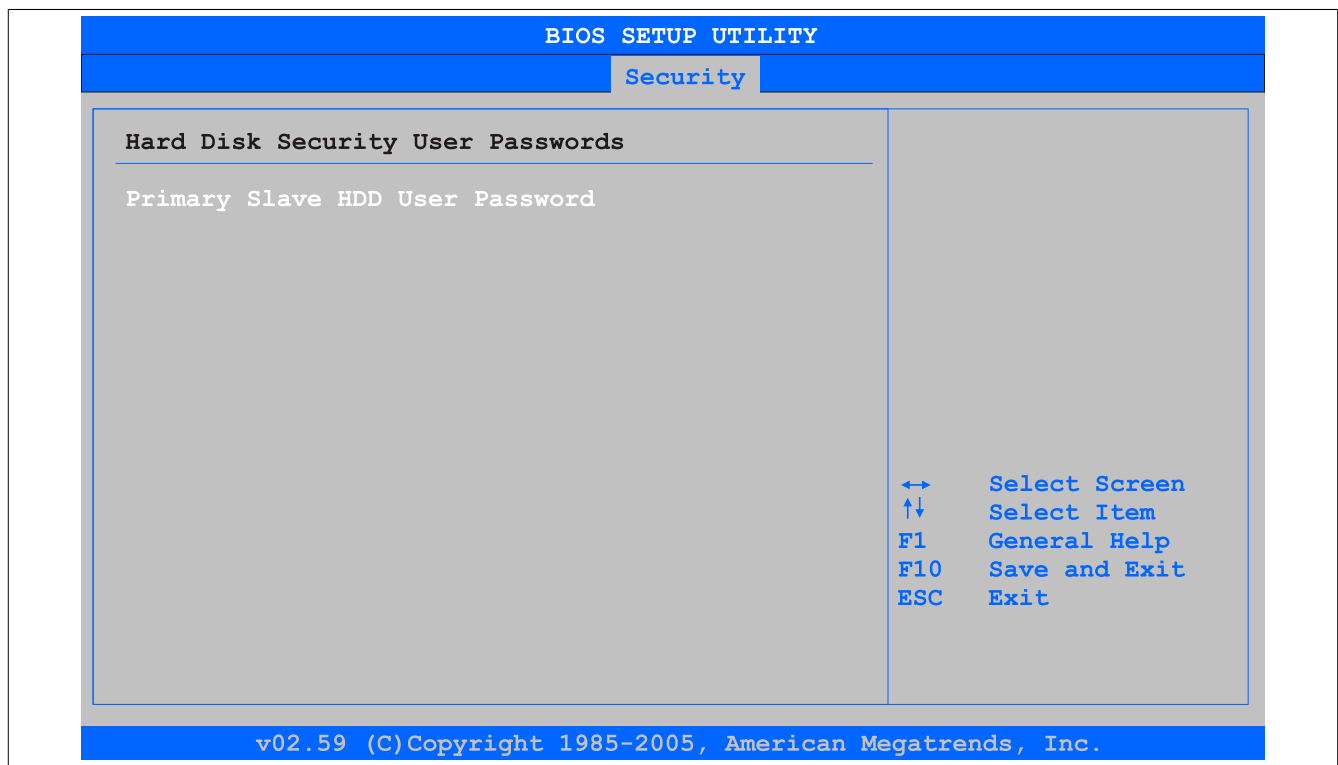 BIOS SETUP UTILITY
Security
Hard Disk Security User Passwords
Primary Slave HDD User Password
↔ Select Screen
↑↓ Select Item
F1 General Help
F10 Save and Exit
ESC Exit
v02.59 (C)Copyright 1985-2005, American Megatrends, Inc.